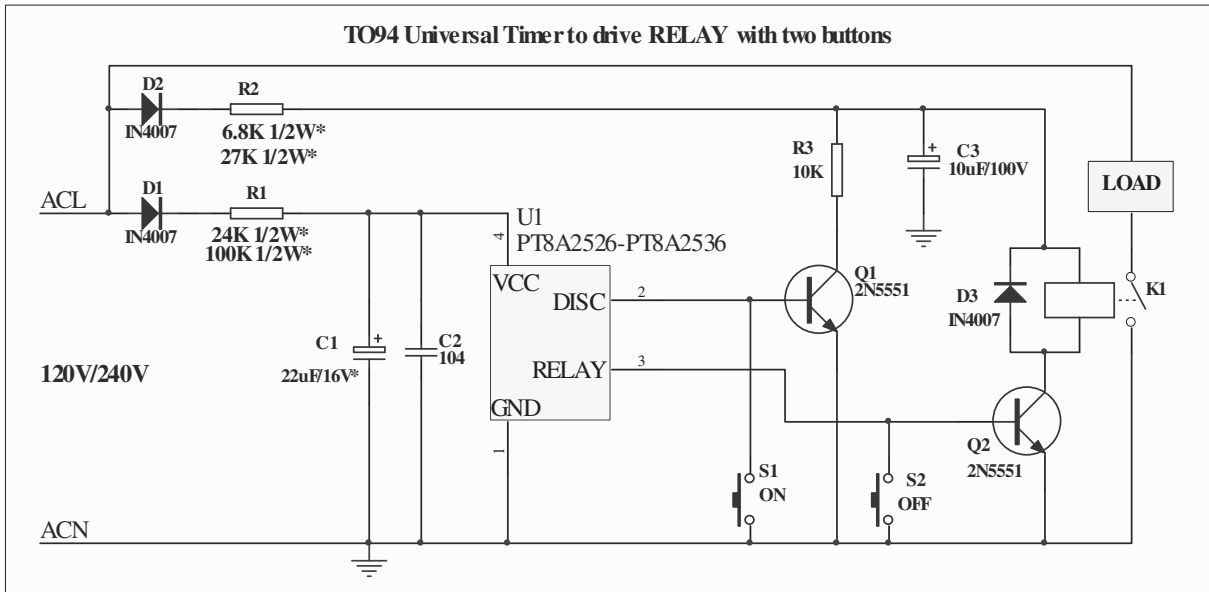 TO94 Universal Timer to drive RELAY with two buttons
D2
IN4007
R2
6.8K 1/2W*
27K 1/2W*
R3
10K
C3
+
10uF/100V
LOAD
ACL
D1
IN4007
R1
24K 1/2W*
100K 1/2W*
U1
PT8A2526-PT8A2536
4
VCC
DISC
2
RELAY
3
GND
1
Q1
2N5551
D3
IN4007
K1
C1
+
22uF/16V*
C2
104
120V/240V
Q2
2N5551
S1
ON
S2
OFF
ACN